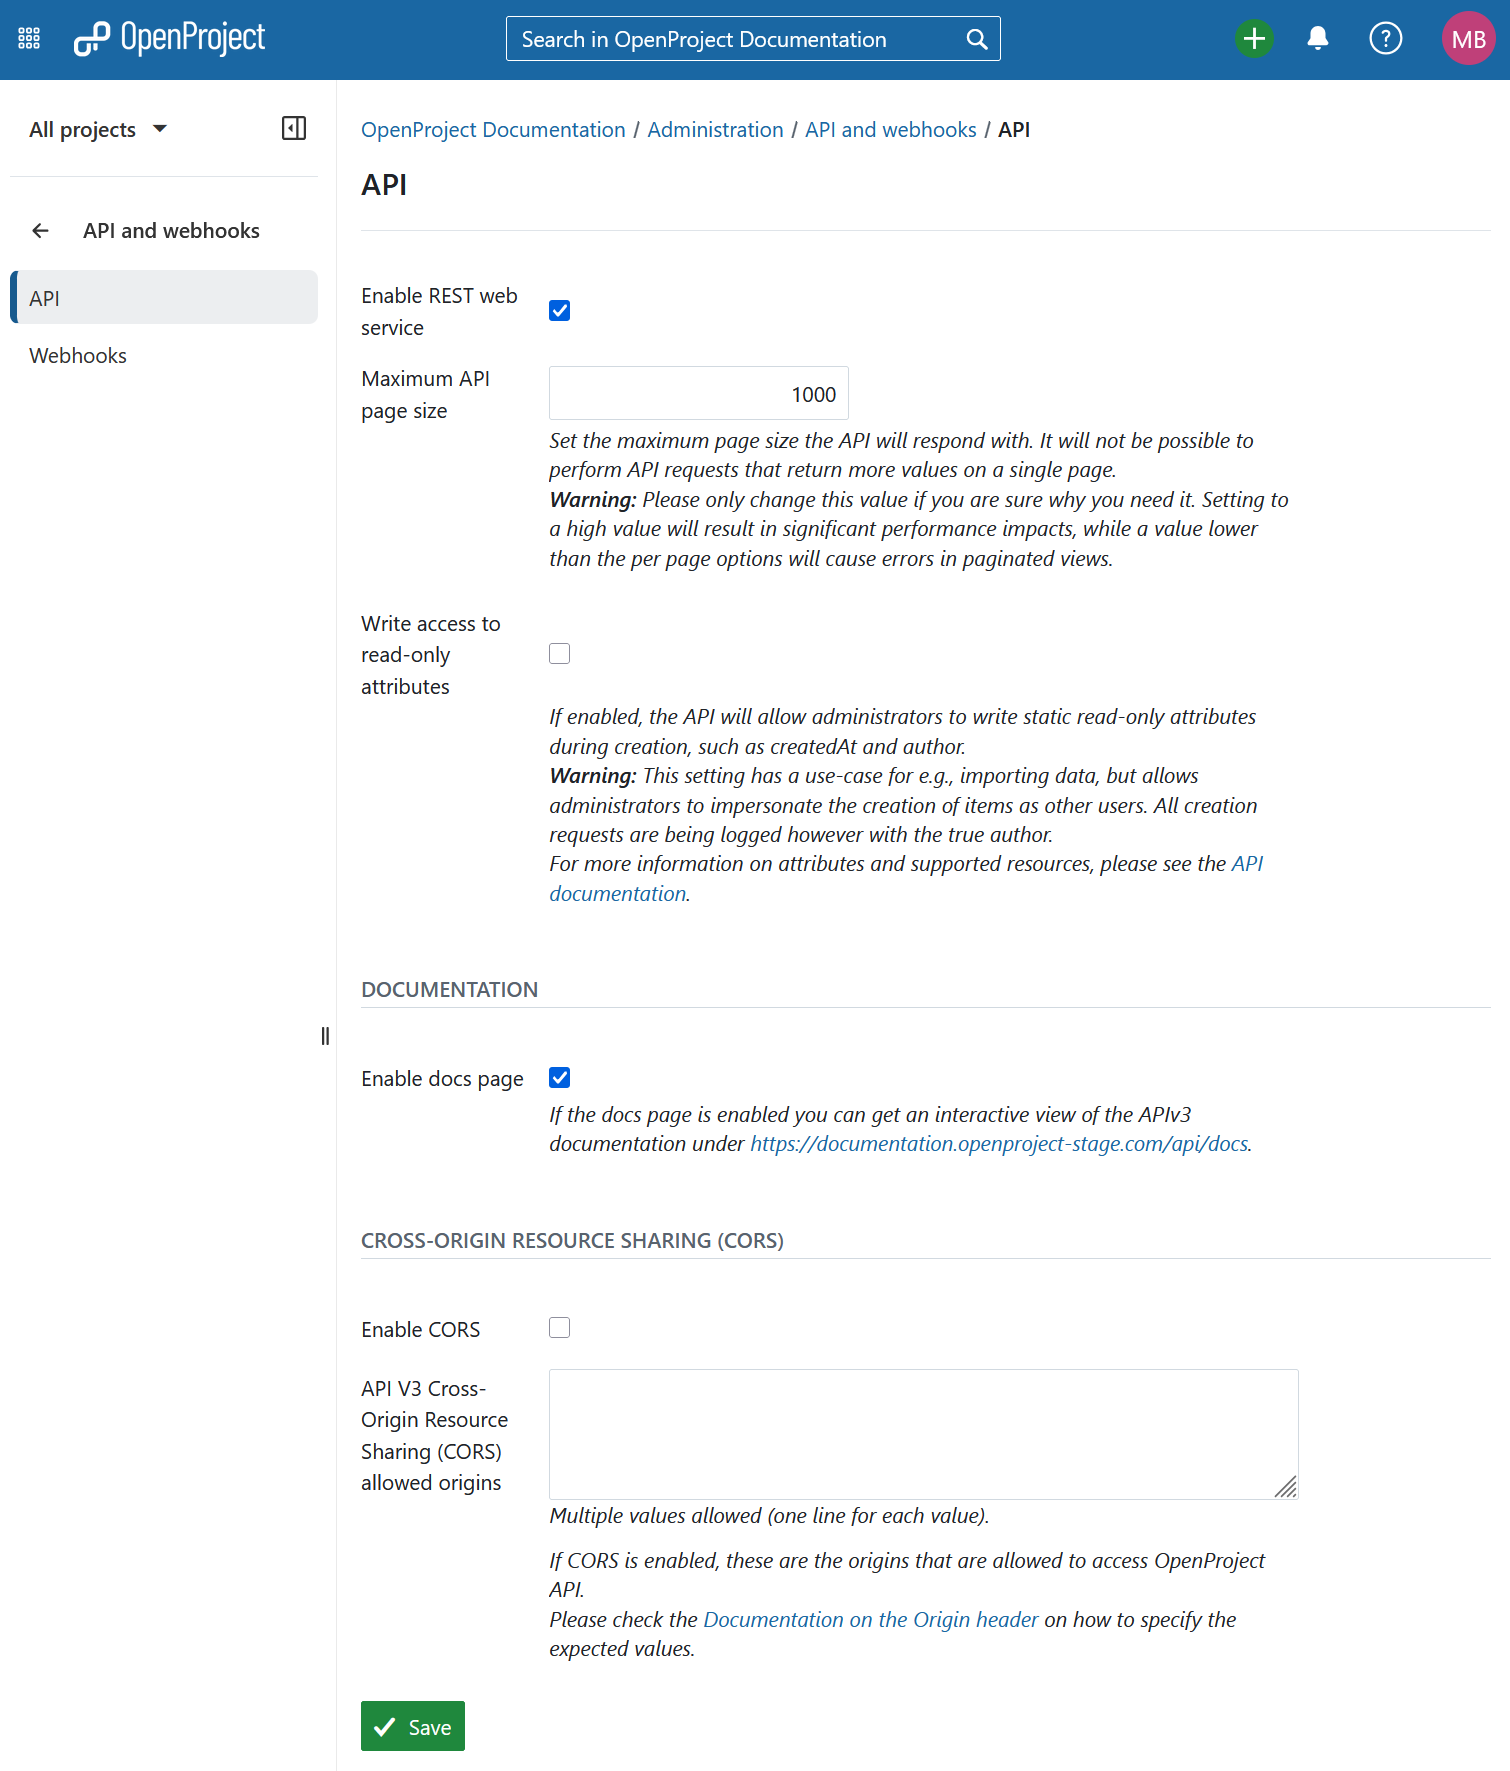 OpenProject
Search in OpenProject Documentation
?
MB
All projects
OpenProject Documentation / Administration / API and webhooks / API
API
API and webhooks
API
Webhooks
Enable REST web
service
Maximum API
page size
1000
Set the maximum page size the API will respond with. It will not be possible to
perform API requests that return more values on a single page.
Warning: Please only change this value if you are sure why you need it. Setting to
a high value will result in significant performance impacts, while a value lower
than the per page options will cause errors in paginated views.
Write access to
read-only
attributes
If enabled, the API will allow administrators to write static read-only attributes
during creation, such as createdAt and author.
Warning: This setting has a use-case for e.g., importing data, but allows
administrators to impersonate the creation of items as other users. All creation
requests are being logged however with the true author.
For more information on attributes and supported resources, please see the API
documentation.
DOCUMENTATION
Enable docs page
If the docs page is enabled you can get an interactive view of the APIv3
documentation under https://documentation.openproject-stage.com/api/docs.
CROSS-ORIGIN RESOURCE SHARING (CORS)
Enable CORS
API V3 Cross-
Origin Resource
Sharing (CORS)
allowed origins
Multiple values allowed (one line for each value).
If CORS is enabled, these are the origins that are allowed to access OpenProject
API.
Please check the Documentation on the Origin header on how to specify the
expected values.
Save